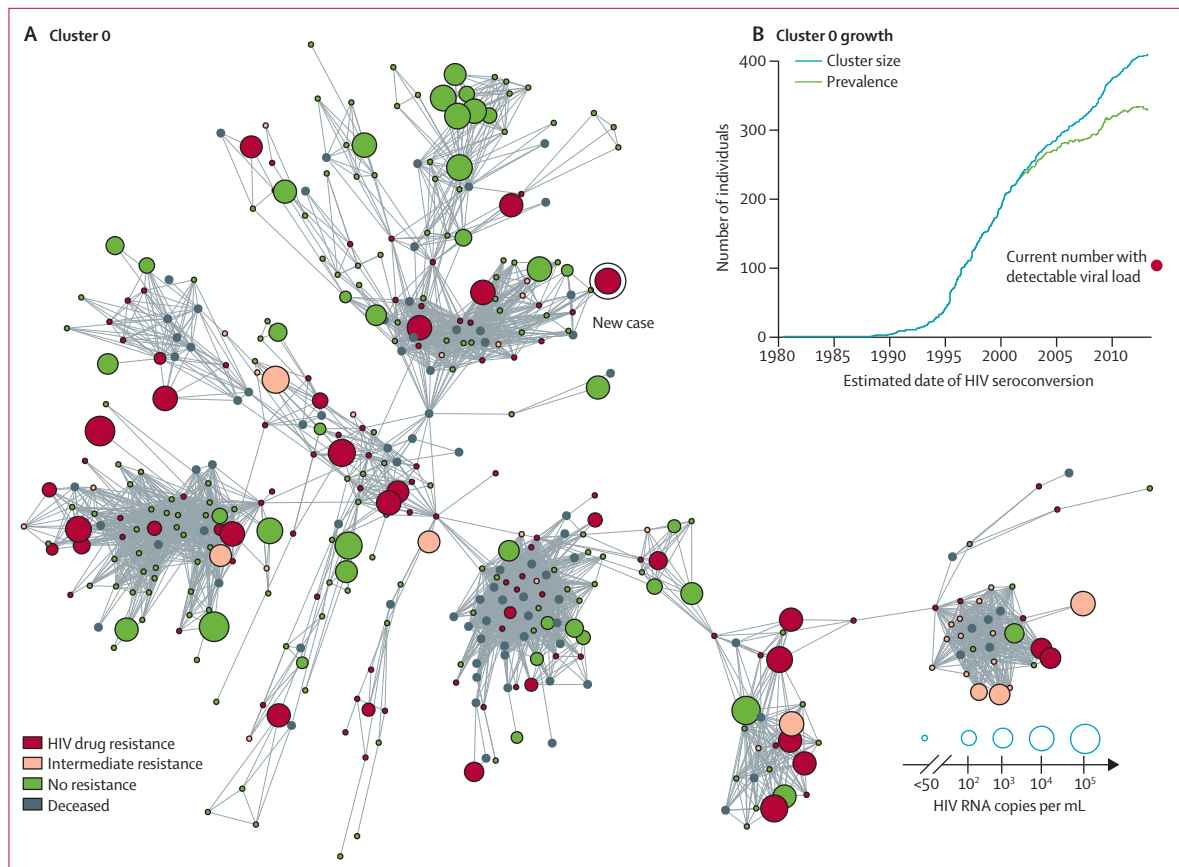 A Cluster 0
New case
HIV drug resistance
Intermediate resistance
No resistance
Deceased
B Cluster 0 growth
Cluster size
Prevalence
Number of individuals
400
300
200
100
0
1980 1985 1990 1995 2000 2005 2010
Estimated date of HIV seroconversion
Current number with
detectable viral load
<50 10² 10³ 10⁴ 10⁵
HIV RNA copies per mL